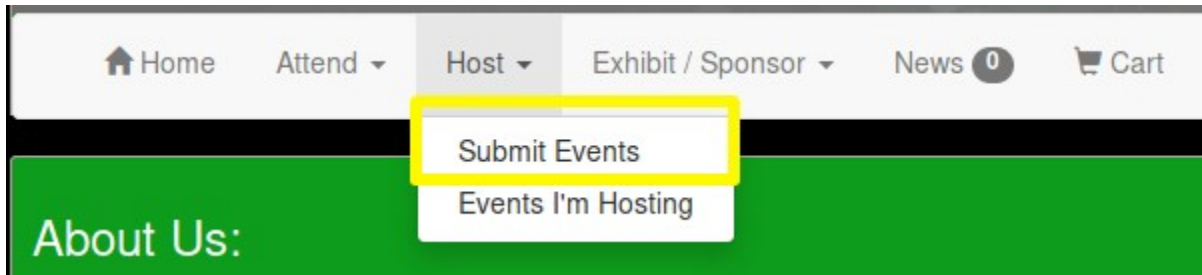 Home Attend Host Exhibit / Sponsor News 0 Cart
Submit Events
Events I'm Hosting
About Us: